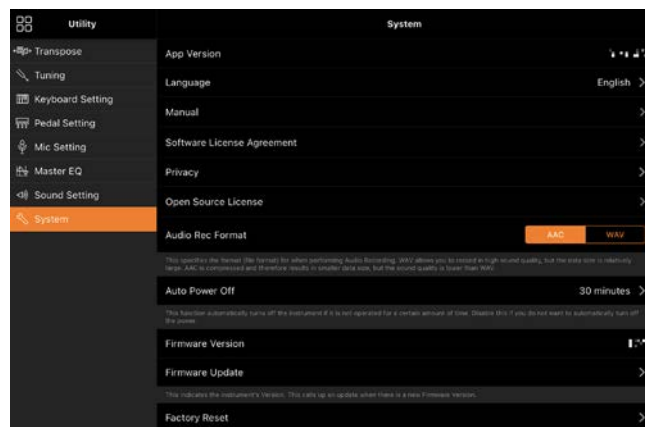 Utility
System
Transpose
Tuning
Keyboard Setting
Pedal Setting
Mic Setting
Master EQ
Sound Setting
System
App Version
Language English
Manual
Software License Agreement
Privacy
Open Source License
Audio Rec Format AAC WAV
This specifies the format (file format) for when performing Audio Recording. WAV allows you to record in high sound quality, but the data size is relatively
large. AAC is compressed and therefore results in smaller data size, but the sound quality is lower than WAV.
Auto Power Off 30 minutes
This function automatically turns off the instrument if it is not operated for a certain amount of time. Disable this if you do not want to automatically turn off
the power.
Firmware Version
Firmware Update
This indicates the instrument's Version. This calls up an update when there is a new Firmware version.
Factory Reset